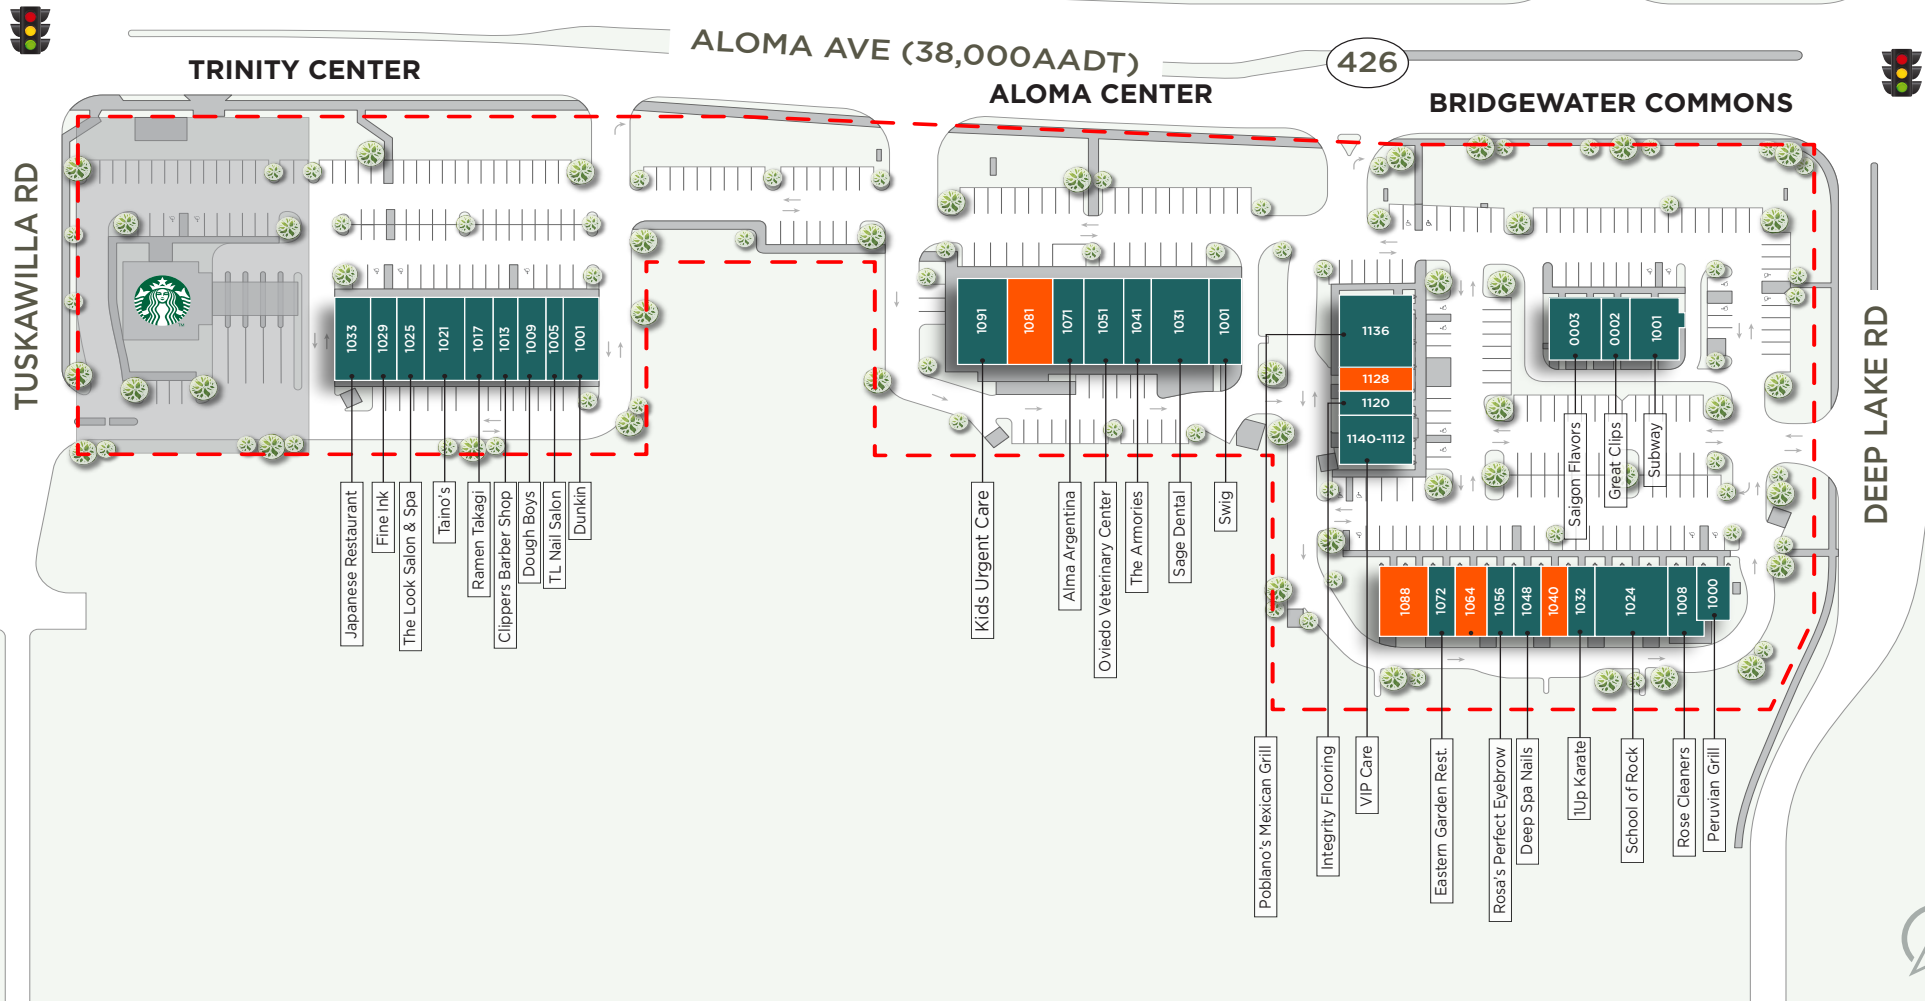 ALOMA AVE (38,000AADT)
426
TRINITY CENTER
ALOMA CENTER
BRIDGEWATER COMMONS
TUSKAWILLA RD
DEEP LAKE RD
1033
1029
1025
1021
1017
1013
1009
1005
1001
Japanese Restaurant
Fine Ink
The Look Salon & Spa
Taino's
Ramen Takagi
Clippers Barber Shop
Dough Boys
TL Nail Salon
Dunkin
1091
1081
1071
1051
1041
1031
1001
Kids Urgent Care
Alma Argentina
Oviedo Veterinary Center
The Armories
Sage Dental
Swig
1136
1128
1120
1140-1112
Poblano's Mexican Grill
Integrity Flooring
VIP Care
0003
0002
1001
Saigon Flavors
Great Clips
Subway
1088
1072
1064
1056
1048
1040
1032
1024
1008
1000
Eastern Garden Rest.
Rosa's Perfect Eyebrow
Deep Spa Nails
1Up Karate
School of Rock
Rose Cleaners
Peruvian Grill